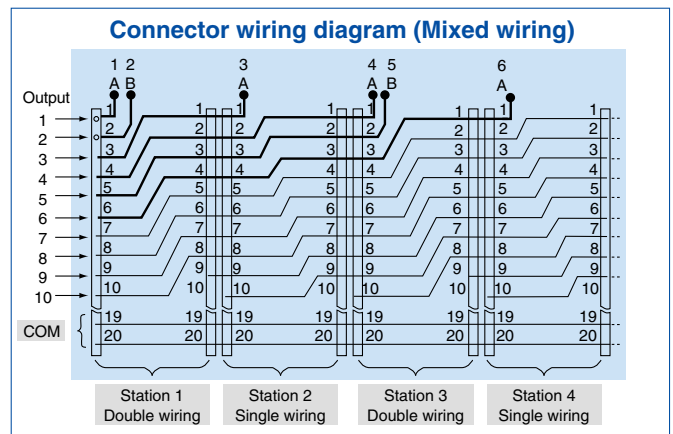 Connector wiring diagram (Mixed wiring)
1 2 3 4 5 6
A B A A B A
Output
1 1 1 1 1 1 1 1 1
2 2 2 2 2 2 2 2 2
3 3 3 3 3 3 3 3 3
4 4 4 4 4 4 4 4 4
5 5 5 5 5 5 5 5 5
6 6 6 6 6 6 6 6 6
7 7 7 7 7 7 7 7 7
8 8 8 8 8 8 8 8 8
9 9 9 9 9 9 9 9 9
10 10 10 10 10 10 10 10 10
COM
19 19 19 19 19 19 19 19
20 20 20 20 20 20 20 20
Station 1 Station 2 Station 3 Station 4
Double wiring Single wiring Double wiring Single wiring